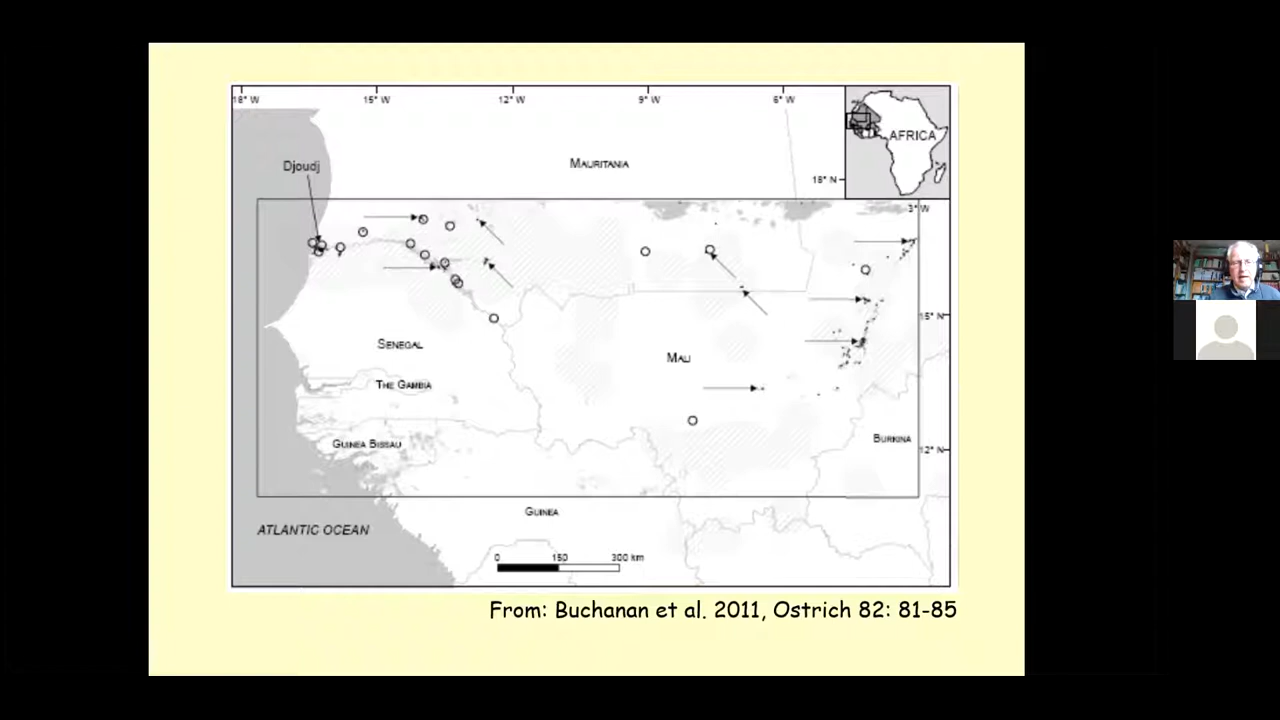 18° W 15° W 12° W 9° W 6° W
AFRICA
Djoudj
MAURITANIA
18° N
3° W
15° N
SENEGAL
MALI
THE GAMBIA
BURKINA
GUINEA BISSAU
12° N
GUINEA
ATLANTIC OCEAN
0 150 300 km
From: Buchanan et al. 2011, Ostrich 82: 81-85